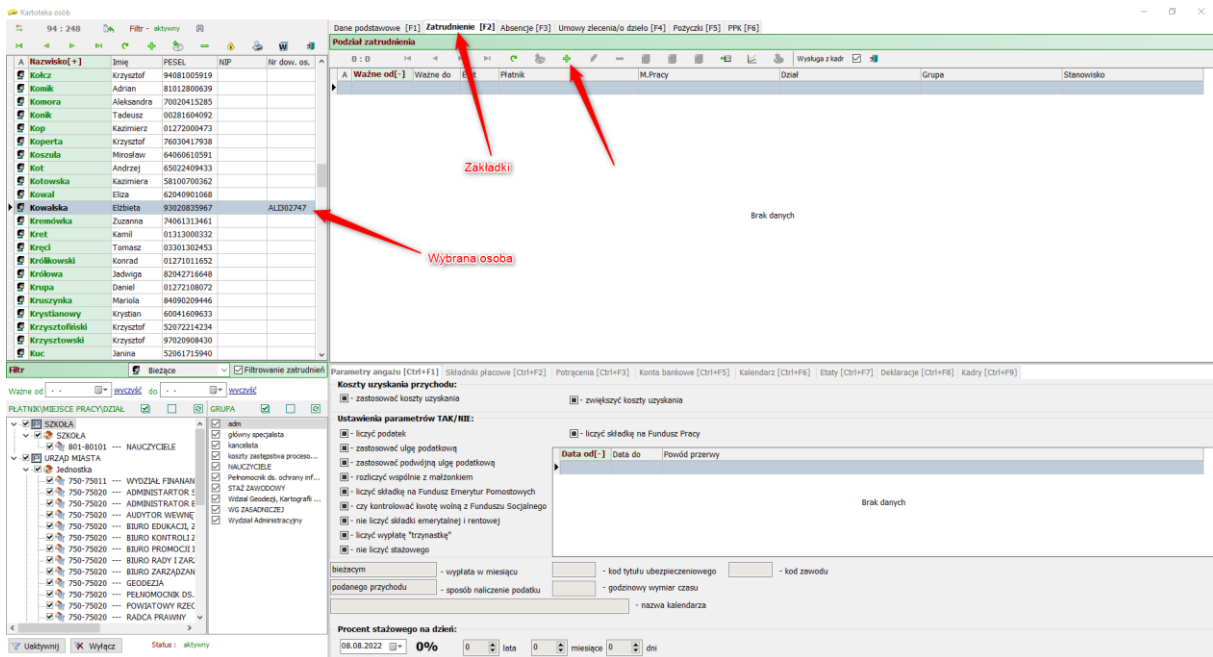 Kartoteka osób
94 : 248 Filtr - aktywny
A Nazwisko[+] Imię PESEL NIP Nr dow. os.
Kołcz Krzysztof 94081005919
Komik Adrian 81012800639
Komora Aleksandra 70020415285
Konik Tadeusz 00281604092
Kop Kazimierz 01272000473
Koperta Krzysztof 76030417938
Koszula Mirosław 64060610591
Kot Andrzej 65022409433
Kotowska Kazimiera 58100700362
Kowal Eliza 62040901068
Kowalska Elżbieta 93020835967 ALI302747
Kremówka Zuzanna 74061313461
Kret Kamil 01313000332
Kręci Tomasz 03301302453
Królikowski Konrad 01271011652
Królowa Jadwiga 82042716648
Krupa Daniel 01272108072
Kruszynka Mariola 84090209446
Krystianowy Krystian 60041609633
Krzysztofiński Krzysztof 52072214234
Krzysztowski Krzysztof 97020908430
Kuc Janina 52061715940
Filtr Bieżące Filtrowanie zatrudnień
Ważne od . . wyczyść do . . wyczyść
PŁATNIK\MIEJSCE PRACY\DZIAŁ
SZKOŁA
SZKOŁA
801-80101 --- NAUCZYCIELE
URZĄD MIASTA
Jednostka
750-75011 --- WYDZIAŁ FINANAN
750-75020 --- ADMINISTARTOR S
750-75020 --- ADMINISTRATOR B
750-75020 --- AUDYTOR WEWNĘ
750-75020 --- BIURO EDUKACJI, Z
750-75020 --- BIURO KONTROLI Z
750-75020 --- BIURO PROMOCJI I
750-75020 --- BIURO RADY I ZARZ
750-75020 --- BIURO ZARZĄDZAN
750-75020 --- GEODEZJA
750-75020 --- PEŁNOMOCNIK DS.
750-75020 --- POWIATOWY RZEC
750-75020 --- RADCA PRAWNY
GRUPA
adm
główny specjalista
kancelista
koszty zastępstwa proceso...
NAUCZYCIELE
Pełnomocnik ds. ochrony inf...
STAŻ ZAWODOWY
Wdział Geodezji, Kartografii ...
WG ZASADNICZEJ
Wydział Administracyjny
Uaktywnij Wyłącz Status : aktywny
Dane podstawowe [F1] Zatrudnienie [F2] Absencje [F3] Umowy zlecenia/o dzieło [F4] Pożyczki [F5] PPK [F6]
Podział zatrudnienia
0 : 0 Wysługa z kadr
A Ważne od[-] Ważne do Płatnik M.Pracy Dział Grupa Stanowisko
Zakładki
Brak danych
Wybrana osoba
Parametry angażu [Ctrl+F1] Składniki płacowe [Ctrl+F2] Potrącenia [Ctrl+F3] Konta bankowe [Ctrl+F5] Kalendarz [Ctrl+F6] Etaty [Ctrl+F7] Deklaracje [Ctrl+F8] Kadry [Ctrl+F9]
Koszty uzyskania przychodu:
- zastosować koszty uzyskania - zwiększyć koszty uzyskania
Ustawienia parametrów TAK/NIE:
- liczyć podatek - liczyć składkę na Fundusz Pracy
- zastosować ulgę podatkową
- zastosować podwójną ulgę podatkową
- rozliczyć wspólnie z małżonkiem
- liczyć składkę na Fundusz Emerytur Pomostowych
- czy kontrolować kwotę wolną z Funduszu Socjalnego
- nie liczyć składki emerytalnej i rentowej
- liczyć wypłatę "trzynastkę"
- nie liczyć stażowego
Data od[-] Data do Powód przerwy
Brak danych
bieżacym - wypłata w miesiącu - kod tytułu ubezpieczeniowego - kod zawodu
podanego przychodu - sposób naliczenie podatku - godzinowy wymiar czasu
- nazwa kalendarza
Procent stażowego na dzień:
08.08.2022 0% 0 lata 0 miesiące 0 dni